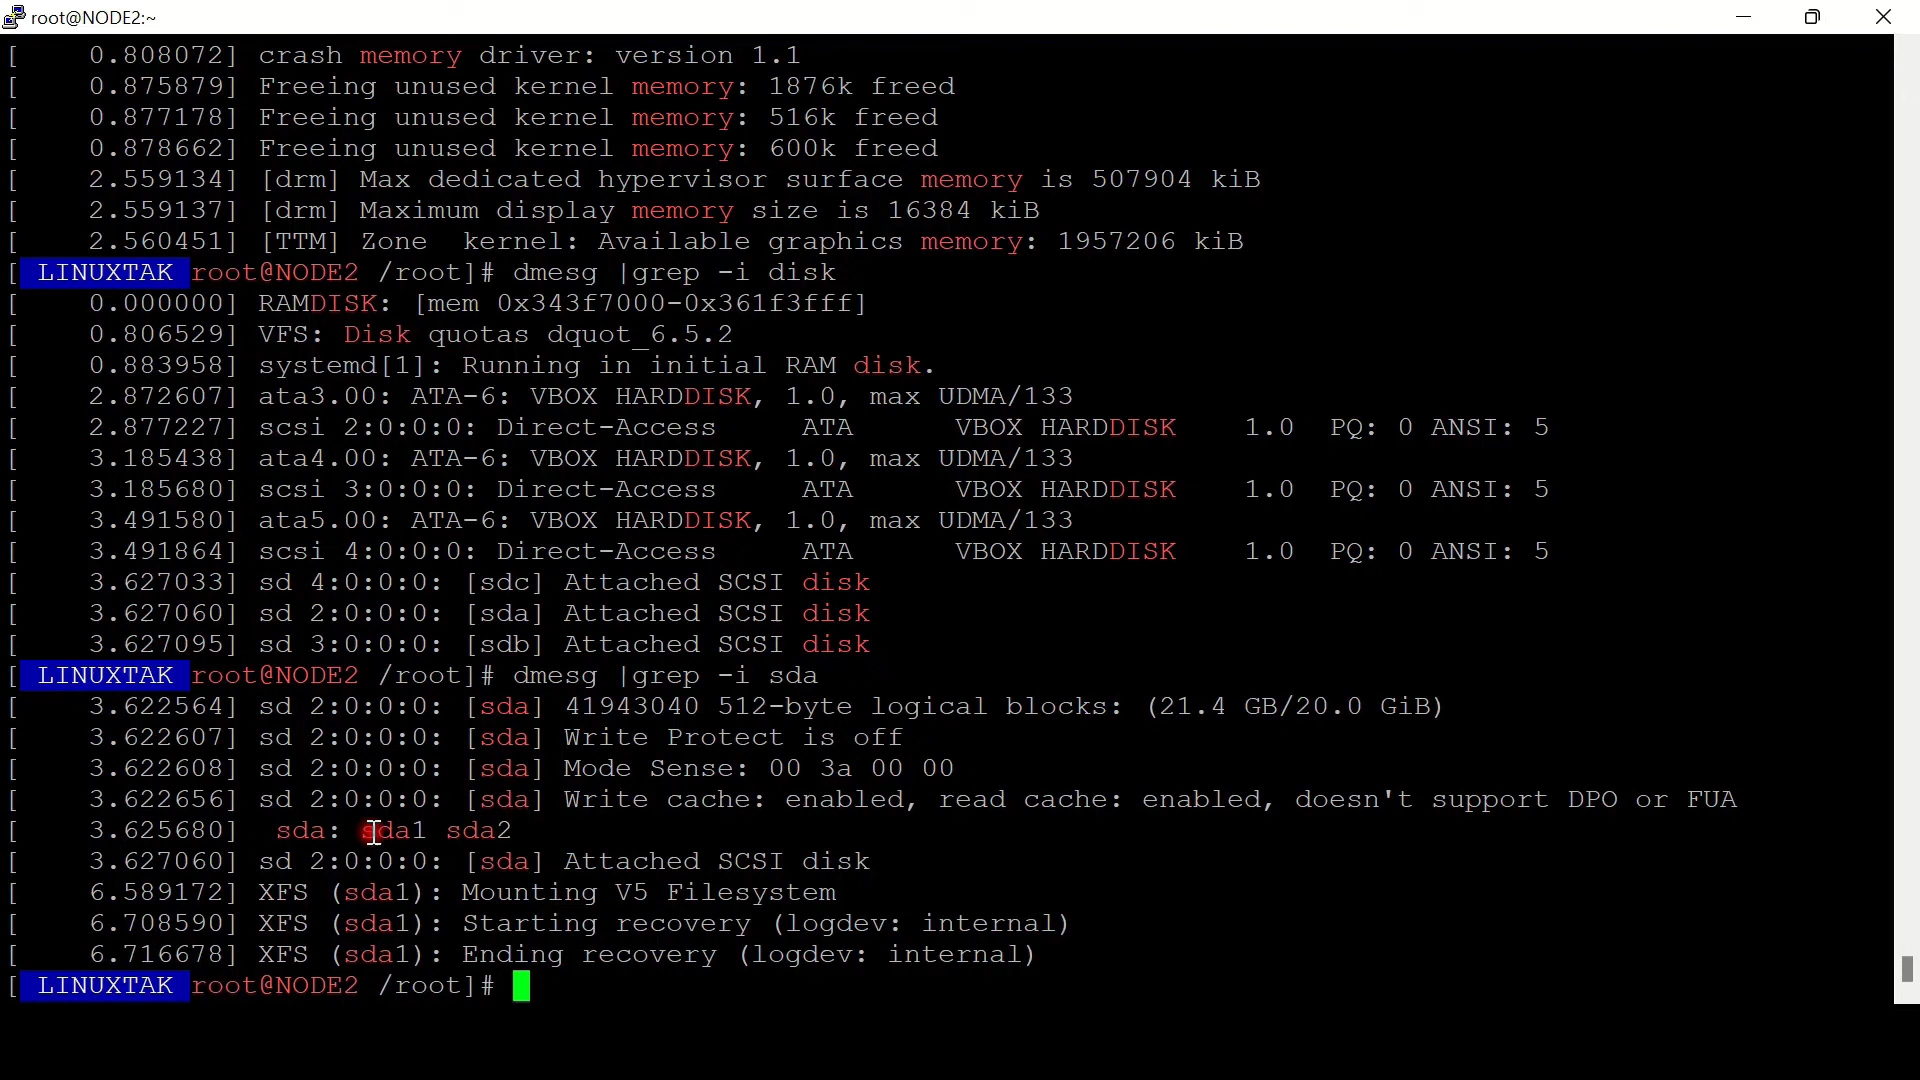 root@NODE2:~
[    0.808072] crash memory driver: version 1.1
[    0.875879] Freeing unused kernel memory: 1876k freed
[    0.877178] Freeing unused kernel memory: 516k freed
[    0.878662] Freeing unused kernel memory: 600k freed
[    2.559134] [drm] Max dedicated hypervisor surface memory is 507904 kiB
[    2.559137] [drm] Maximum display memory size is 16384 kiB
[    2.560451] [TTM] Zone  kernel: Available graphics memory: 1957206 kiB
[ LINUXTAK root@NODE2 /root]# dmesg |grep -i disk
[    0.000000] RAMDISK: [mem 0x343f7000-0x361f3fff]
[    0.806529] VFS: Disk quotas dquot_6.5.2
[    0.883958] systemd[1]: Running in initial RAM disk.
[    2.872607] ata3.00: ATA-6: VBOX HARDDISK, 1.0, max UDMA/133
[    2.877227] scsi 2:0:0:0: Direct-Access     ATA      VBOX HARDDISK    1.0  PQ: 0 ANSI: 5
[    3.185438] ata4.00: ATA-6: VBOX HARDDISK, 1.0, max UDMA/133
[    3.185680] scsi 3:0:0:0: Direct-Access     ATA      VBOX HARDDISK    1.0  PQ: 0 ANSI: 5
[    3.491580] ata5.00: ATA-6: VBOX HARDDISK, 1.0, max UDMA/133
[    3.491864] scsi 4:0:0:0: Direct-Access     ATA      VBOX HARDDISK    1.0  PQ: 0 ANSI: 5
[    3.627033] sd 4:0:0:0: [sdc] Attached SCSI disk
[    3.627060] sd 2:0:0:0: [sda] Attached SCSI disk
[    3.627095] sd 3:0:0:0: [sdb] Attached SCSI disk
[ LINUXTAK root@NODE2 /root]# dmesg |grep -i sda
[    3.622564] sd 2:0:0:0: [sda] 41943040 512-byte logical blocks: (21.4 GB/20.0 GiB)
[    3.622607] sd 2:0:0:0: [sda] Write Protect is off
[    3.622608] sd 2:0:0:0: [sda] Mode Sense: 00 3a 00 00
[    3.622656] sd 2:0:0:0: [sda] Write cache: enabled, read cache: enabled, doesn't support DPO or FUA
[    3.625680]  sda: sda1 sda2
[    3.627060] sd 2:0:0:0: [sda] Attached SCSI disk
[    6.589172] XFS (sda1): Mounting V5 Filesystem
[    6.708590] XFS (sda1): Starting recovery (logdev: internal)
[    6.716678] XFS (sda1): Ending recovery (logdev: internal)
[ LINUXTAK root@NODE2 /root]#